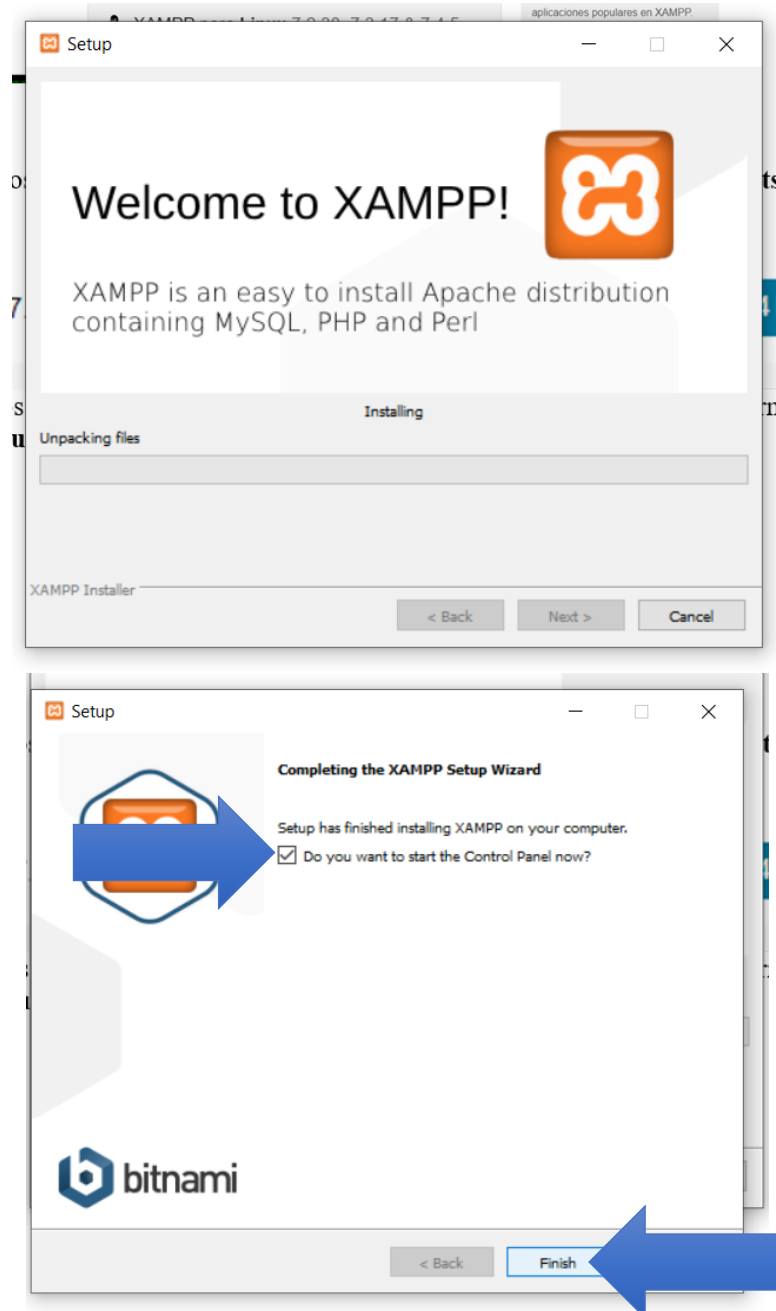 aplicaciones populares en XAMPP.
Setup
Welcome to XAMPP!
XAMPP is an easy to install Apache distribution
containing MySQL, PHP and Perl
Installing
Unpacking files
XAMPP Installer
< Back
Next >
Cancel
Setup
Completing the XAMPP Setup Wizard
Setup has finished installing XAMPP on your computer.
Do you want to start the Control Panel now?
bitnami
< Back
Finish